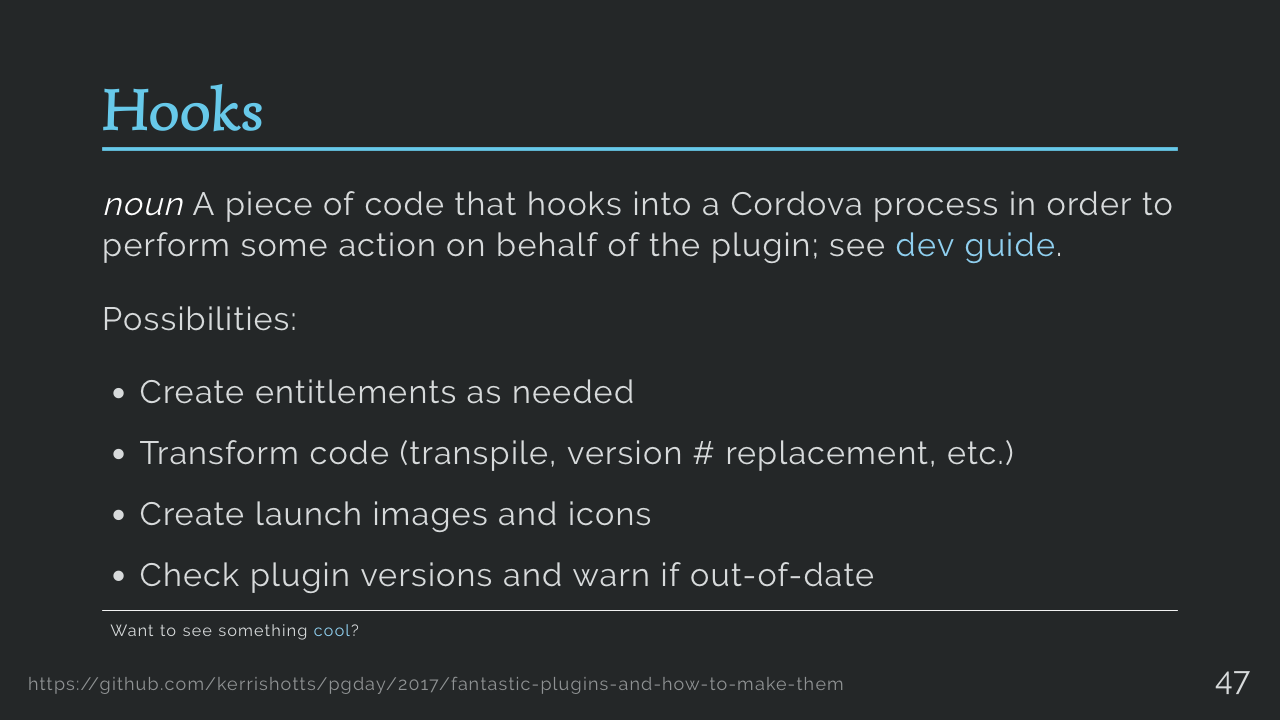 Hooks
noun A piece of code that hooks into a Cordova process in order to
perform some action on behalf of the plugin; see dev guide.
Possibilities:
• Create entitlements as needed
• Transform code (transpile, version # replacement, etc.)
• Create launch images and icons
• Check plugin versions and warn if out-of-date
Want to see something cool?
https://github.com/kerrishotts/pgday/2017/fantastic-plugins-and-how-to-make-them
47